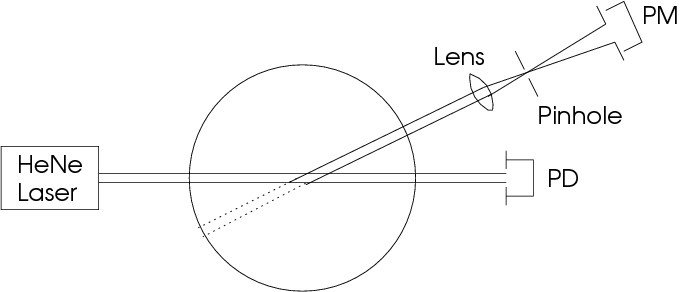 PM
Lens
Pinhole
HeNe
Laser
PD